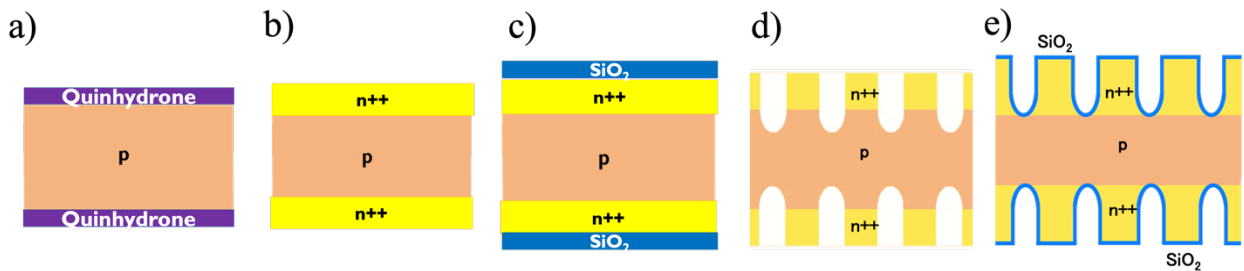 a)
Quinhydrone
p
Quinhydrone
b)
n++
p
n++
c)
SiO₂
n++
p
n++
SiO₂
d)
n++
p
n++
e)
SiO₂
n++
p
n++
SiO₂